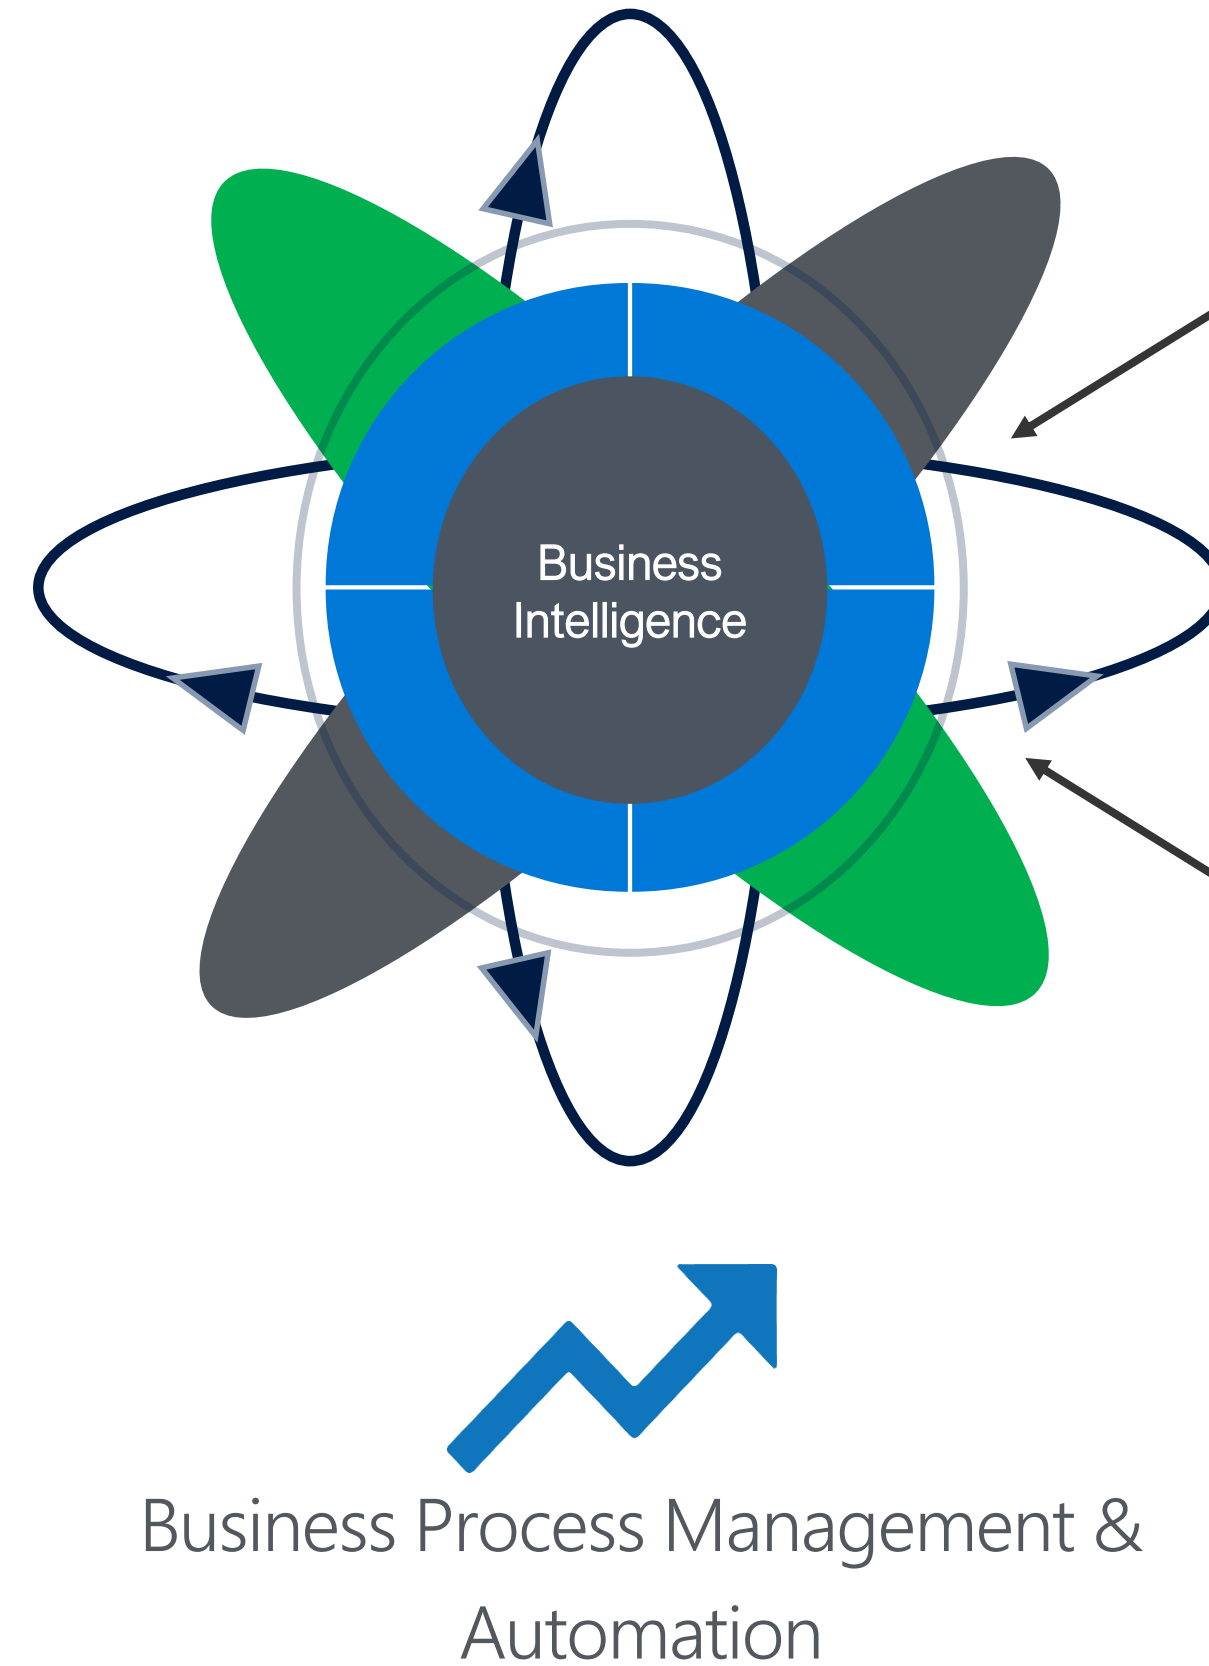 Business
Intelligence
Business Process Management &
Automation